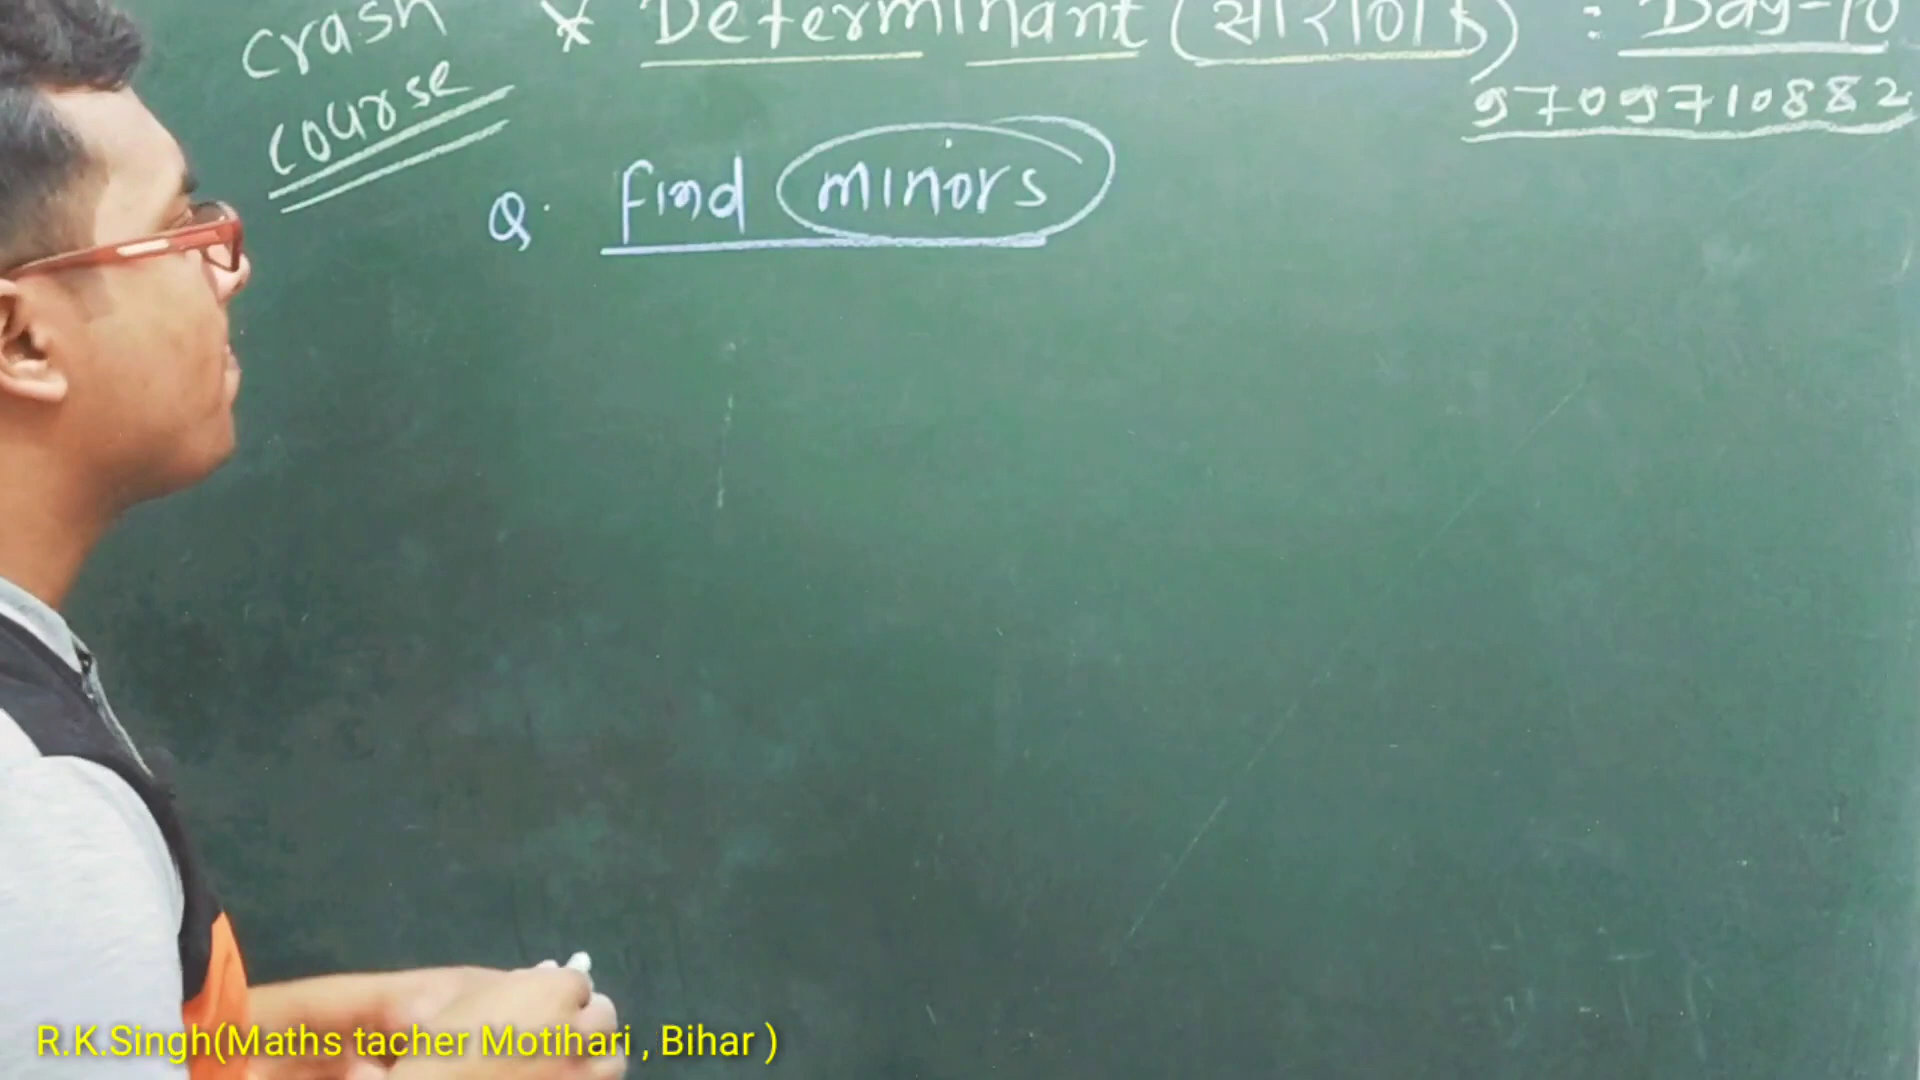 crash
course
* Determinant (सारणिक) : Day-10
9709710882
Q. Find minors
R.K.Singh(Maths tacher Motihari , Bihar )